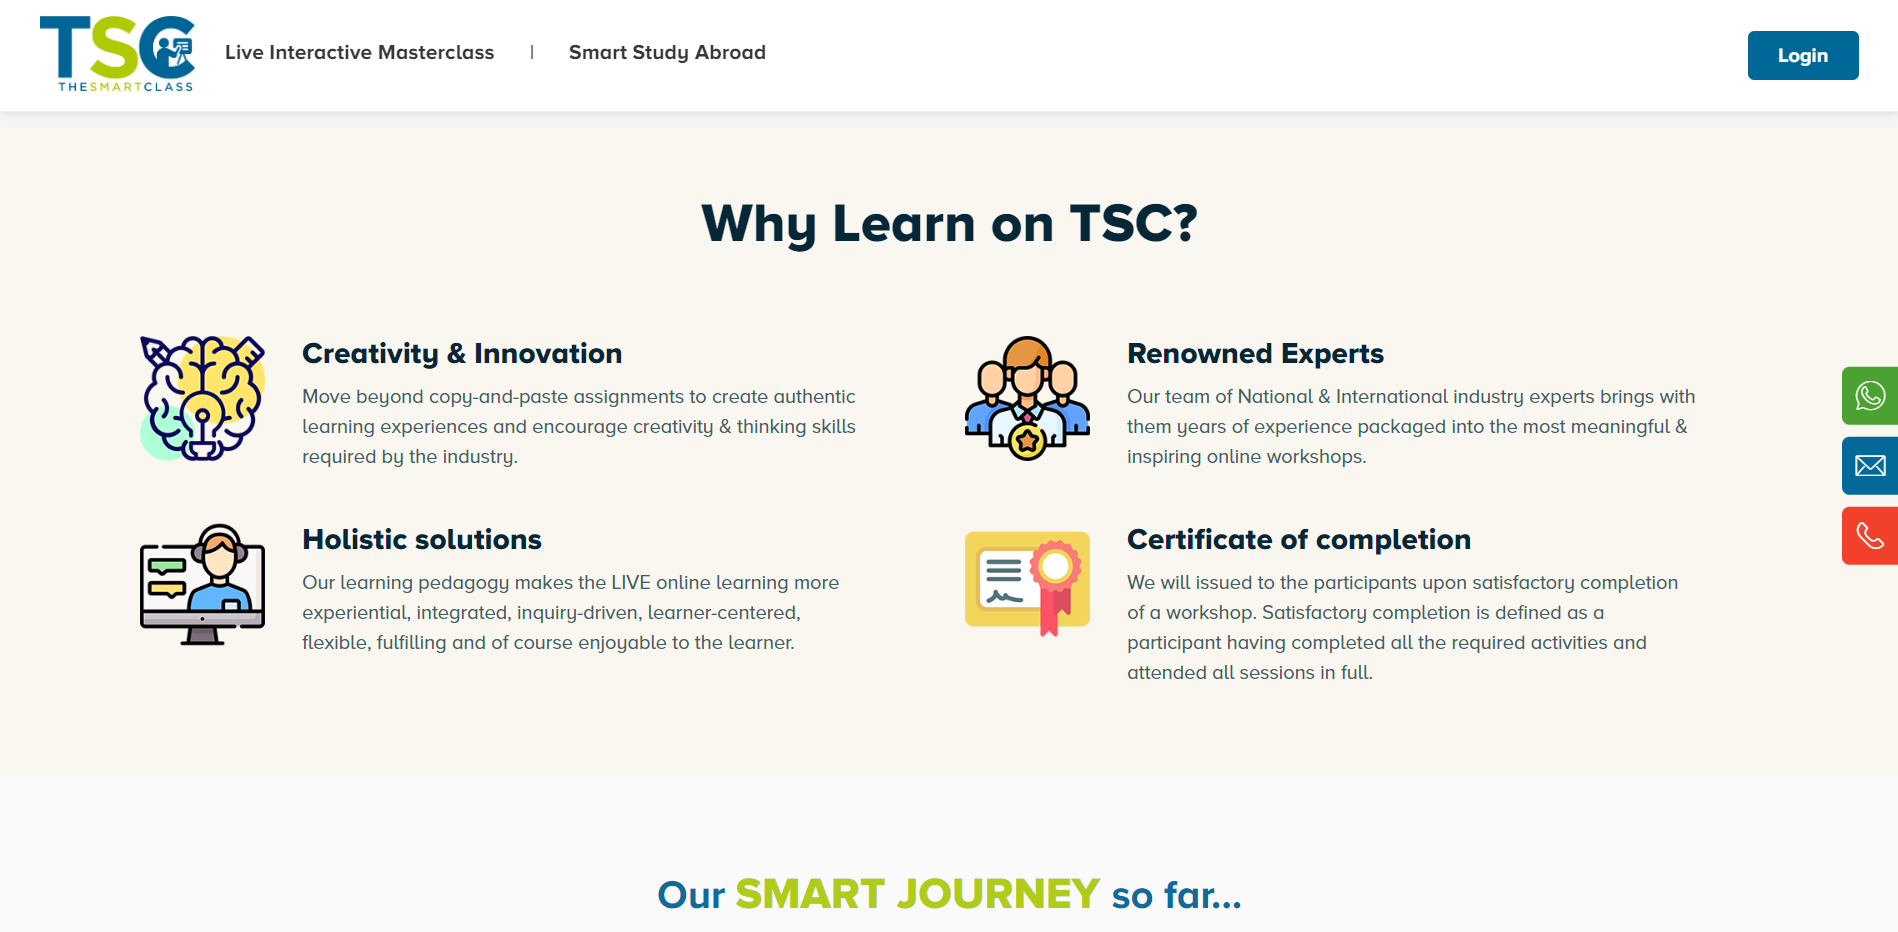 TSC
THESMARTCLASS
Live Interactive Masterclass | Smart Study Abroad
Login
Why Learn on TSC?
Creativity & Innovation
Move beyond copy-and-paste assignments to create authentic
learning experiences and encourage creativity & thinking skills
required by the industry.
Renowned Experts
Our team of National & International industry experts brings with
them years of experience packaged into the most meaningful &
inspiring online workshops.
Holistic solutions
Our learning pedagogy makes the LIVE online learning more
experiential, integrated, inquiry-driven, learner-centered,
flexible, fulfilling and of course enjoyable to the learner.
Certificate of completion
We will issued to the participants upon satisfactory completion
of a workshop. Satisfactory completion is defined as a
participant having completed all the required activities and
attended all sessions in full.
Our SMART JOURNEY so far...